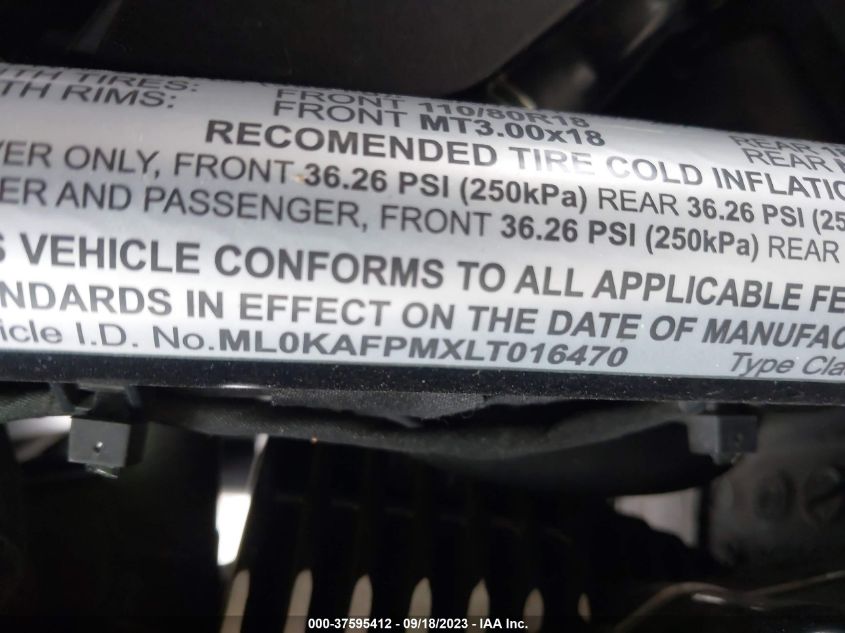 TH TIRES: FRONT 110/80R18
TH RIMS: FRONT MT3.00x18 REAR
RECOMENDED TIRE COLD INFLATIO
VER ONLY, FRONT 36.26 PSI (250kPa) REAR 36.26 PSI (25
ER AND PASSENGER, FRONT 36.26 PSI (250kPa) REAR
S VEHICLE CONFORMS TO ALL APPLICABLE FE
NDARDS IN EFFECT ON THE DATE OF MANUFAC
icle I.D. No.ML0KAFPMXLT016470 Type Cla
000-37595412 - 09/18/2023 - IAA Inc.